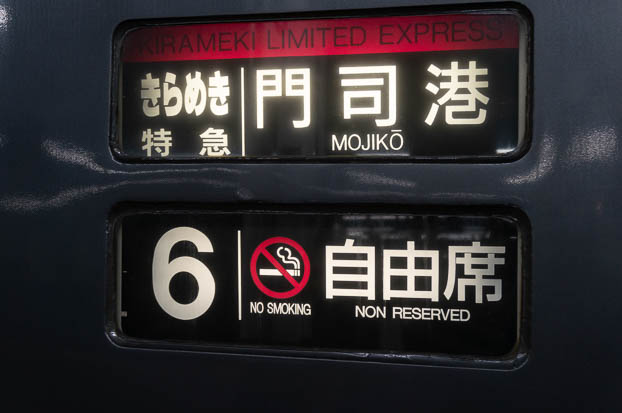 KIRAMEKI LIMITED EXPRESS
きらめき 門司港
特急 MOJIKŌ
6 自由席
NO SMOKING NON RESERVED